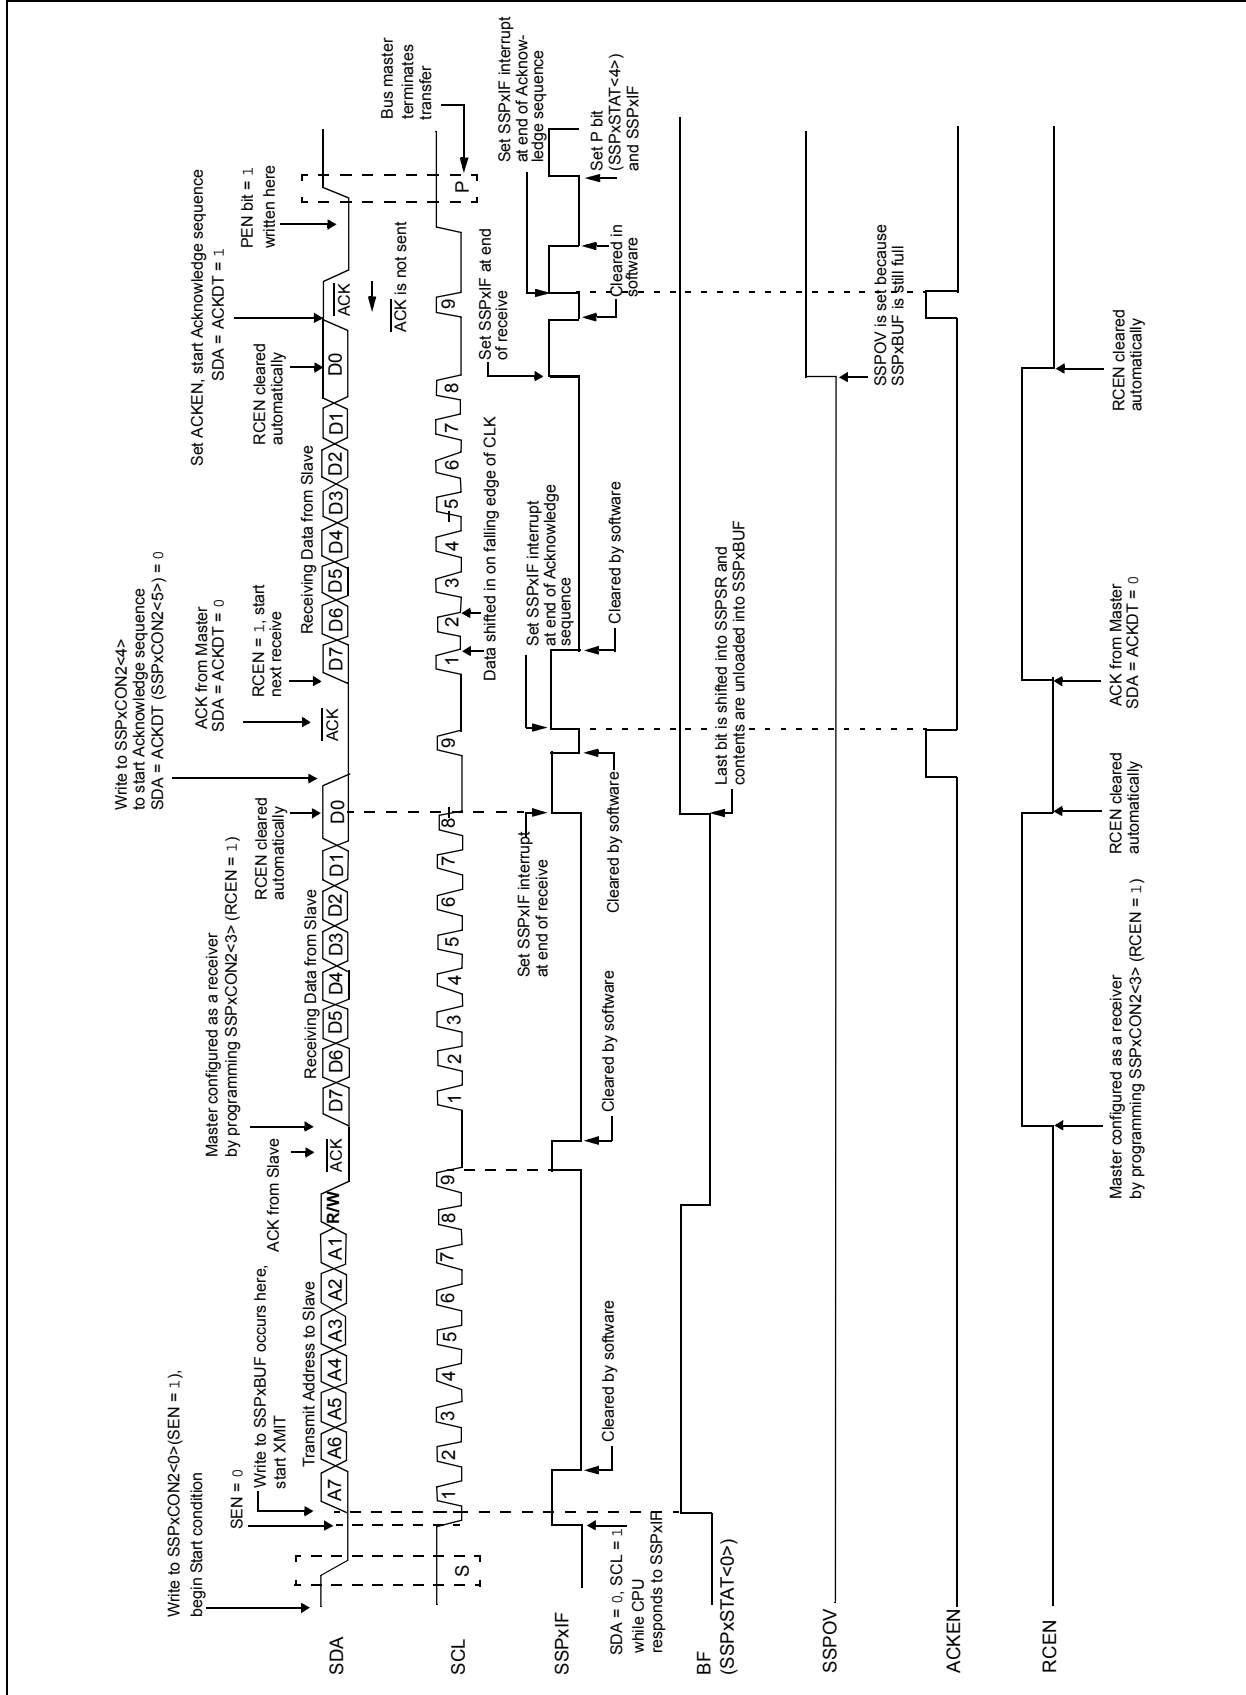 Write to SSPxCON2<0>(SEN = 1),
begin Start condition
SEN = 0
Write to SSPxBUF occurs here,
start XMIT
ACK from Slave
Master configured as a receiver
by programming SSPxCON2<3> (RCEN = 1)
RCEN cleared
automatically
Write to SSPxCON2<4>
to start Acknowledge sequence
SDA = ACKDT (SSPxCON2<5>) = 0
ACK from Master
SDA = ACKDT = 0
RCEN = 1, start
next receive
RCEN cleared
automatically
Set ACKEN, start Acknowledge sequence
SDA = ACKDT = 1
PEN bit = 1
written here
Transmit Address to Slave
Receiving Data from Slave
Receiving Data from Slave
SDA
A7 A6 A5 A4 A3 A2 A1 R/W ACK D7 D6 D5 D4 D3 D2 D1 D0 ACK D7 D6 D5 D4 D3 D2 D1 D0 ACK
ACK is not sent
Bus master
terminates
transfer
SCL
S 1 2 3 4 5 6 7 8 9 1 2 3 4 5 6 7 8 9 1 2 3 4 5 6 7 8 9 P
Data shifted in on falling edge of CLK
Set SSPxIF interrupt
at end of receive
Set SSPxIF interrupt
at end of Acknowledge
sequence
Set SSPxIF at end
of receive
Set SSPxIF interrupt
at end of Acknow-
ledge sequence
SSPxIF
SDA = 0, SCL = 1
while CPU
responds to SSPxIF
Cleared by software
Cleared by software
Cleared by software
Cleared by software
Cleared in
software
Set P bit
(SSPxSTAT<4>)
and SSPxIF
BF
(SSPxSTAT<0>)
Last bit is shifted into SSPSR and
contents are unloaded into SSPxBUF
SSPOV
SSPOV is set because
SSPxBUF is still full
ACKEN
RCEN
Master configured as a receiver
by programming SSPxCON2<3> (RCEN = 1)
RCEN cleared
automatically
ACK from Master
SDA = ACKDT = 0
RCEN cleared
automatically